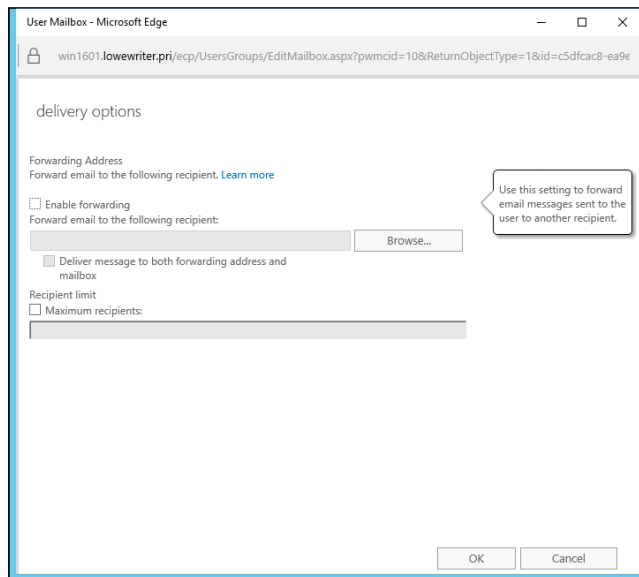 User Mailbox - Microsoft Edge
win1601.lowewriter.pri/ecp/UsersGroups/EditMailbox.aspx?pwmcid=10&ReturnObjectType=1&id=c5dfcac8-ea9e
delivery options
Forwarding Address
Forward email to the following recipient. Learn more
Enable forwarding
Forward email to the following recipient:
Browse...
Deliver message to both forwarding address and
mailbox
Recipient limit
Maximum recipients:
Use this setting to forward
email messages sent to the
user to another recipient.
OK
Cancel